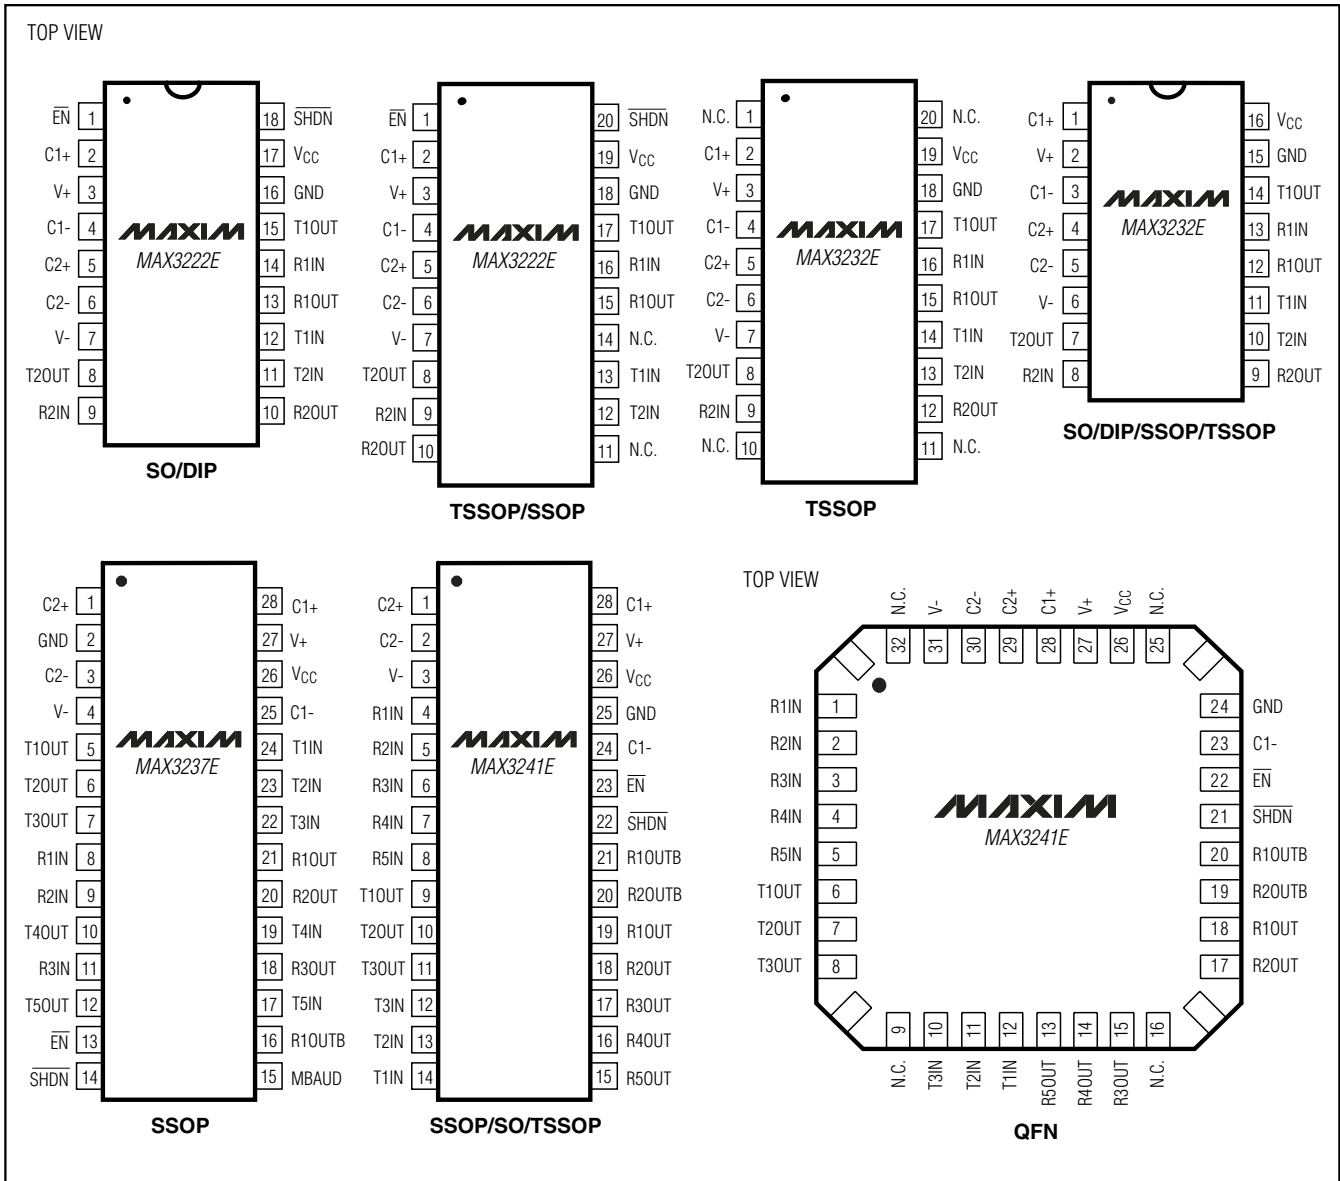 TOP VIEW
EN 1 18 SHDN
C1+ 2 17 VCC
V+ 3 16 GND
C1- 4 15 T1OUT
C2+ 5 14 R1IN
C2- 6 13 R1OUT
V- 7 12 T1IN
T2OUT 8 11 T2IN
R2IN 9 10 R2OUT
MAXIM
MAX3222E
SO/DIP
EN 1 20 SHDN
C1+ 2 19 VCC
V+ 3 18 GND
C1- 4 17 T1OUT
C2+ 5 16 R1IN
C2- 6 15 R1OUT
V- 7 14 N.C.
T2OUT 8 13 T1IN
R2IN 9 12 T2IN
R2OUT 10 11 N.C.
MAXIM
MAX3222E
TSSOP/SSOP
N.C. 1 20 N.C.
C1+ 2 19 VCC
V+ 3 18 GND
C1- 4 17 T1OUT
C2+ 5 16 R1IN
C2- 6 15 R1OUT
V- 7 14 T1IN
T2OUT 8 13 T2IN
R2IN 9 12 R2OUT
N.C. 10 11 N.C.
MAXIM
MAX3232E
TSSOP
C1+ 1 16 VCC
V+ 2 15 GND
C1- 3 14 T1OUT
C2+ 4 13 R1IN
C2- 5 12 R1OUT
V- 6 11 T1IN
T2OUT 7 10 T2IN
R2IN 8 9 R2OUT
MAXIM
MAX3232E
SO/DIP/SSOP/TSSOP
C2+ 1 28 C1+
GND 2 27 V+
C2- 3 26 VCC
V- 4 25 C1-
T1OUT 5 24 T1IN
T2OUT 6 23 T2IN
T3OUT 7 22 T3IN
R1IN 8 21 R1OUT
R2IN 9 20 R2OUT
T4OUT 10 19 T4IN
R3IN 11 18 R3OUT
T5OUT 12 17 T5IN
EN 13 16 R1OUTB
SHDN 14 15 MBAUD
MAXIM
MAX3237E
SSOP
C2+ 1 28 C1+
C2- 2 27 V+
V- 3 26 VCC
R1IN 4 25 GND
R2IN 5 24 C1-
R3IN 6 23 EN
R4IN 7 22 SHDN
R5IN 8 21 R1OUTB
T1OUT 9 20 R2OUTB
T2OUT 10 19 R1OUT
T3OUT 11 18 R2OUT
T3IN 12 17 R3OUT
T2IN 13 16 R4OUT
T1IN 14 15 R5OUT
MAXIM
MAX3241E
SSOP/SO/TSSOP
TOP VIEW
N.C. V- C2- C2+ C1+ V+ VCC N.C.
32 31 30 29 28 27 26 25
R1IN 1 24 GND
R2IN 2 23 C1-
R3IN 3 22 EN
R4IN 4 21 SHDN
R5IN 5 20 R1OUTB
T1OUT 6 19 R2OUTB
T2OUT 7 18 R1OUT
T3OUT 8 17 R2OUT
MAXIM
MAX3241E
9 10 11 12 13 14 15 16
N.C. T3IN T2IN T1IN R5OUT R4OUT R3OUT N.C.
QFN